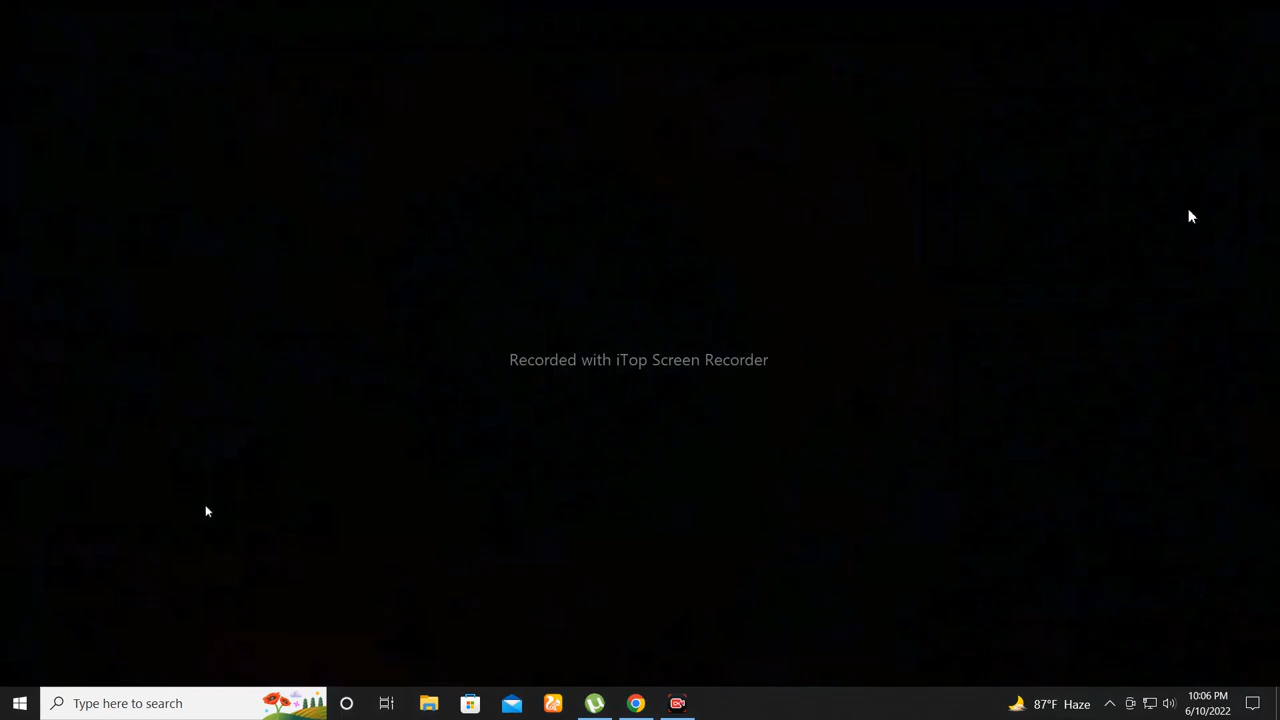 Recorded with iTop Screen Recorder
Type here to search
87°F Haze
10:06 PM
6/10/2022